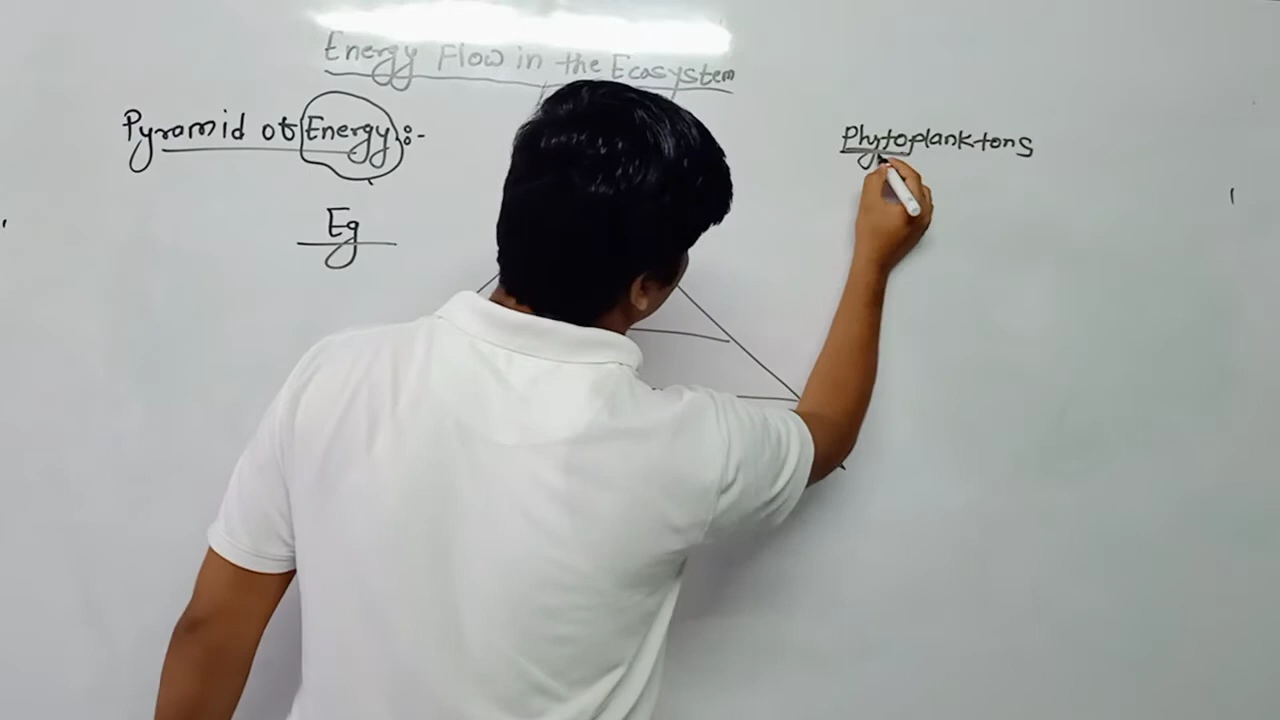 Energy Flow in the Ecosystem
Pyramid of Energy :-
Phytoplanktons
Eg